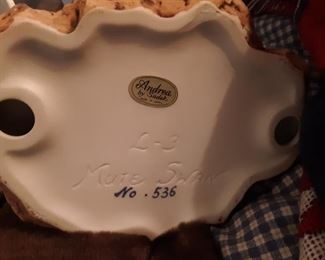 Andrea
by Sadek
L-3
MUTE SWAN
No. 536